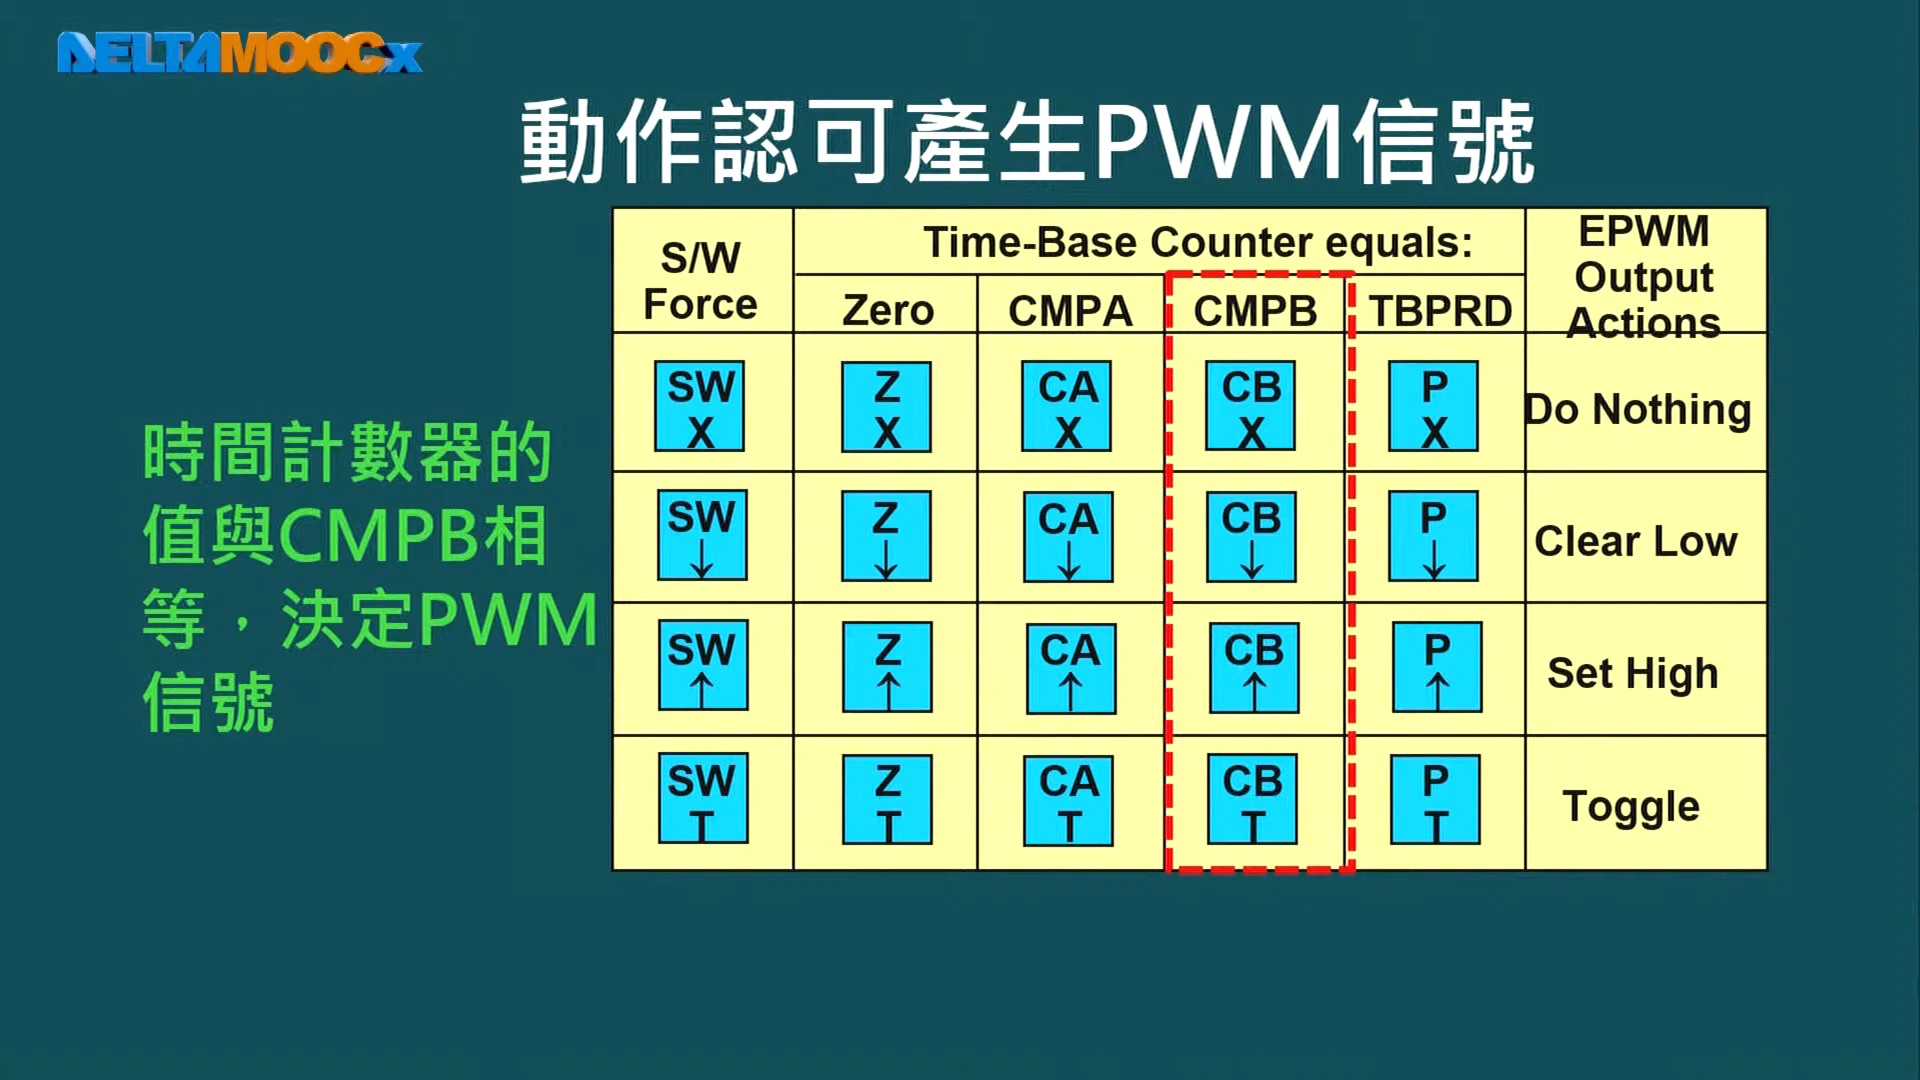 DELTAMOOCx
動作認可產生PWM信號
時間計數器的
值與CMPB相
等，決定PWM
信號
S/W Force
Time-Base Counter equals:
EPWM Output Actions
Zero CMPA CMPB TBPRD
SW X
Z X
CA X
CB X
P X
Do Nothing
SW ↓
Z ↓
CA ↓
CB ↓
P ↓
Clear Low
SW ↑
Z ↑
CA ↑
CB ↑
P ↑
Set High
SW T
Z T
CA T
CB T
P T
Toggle